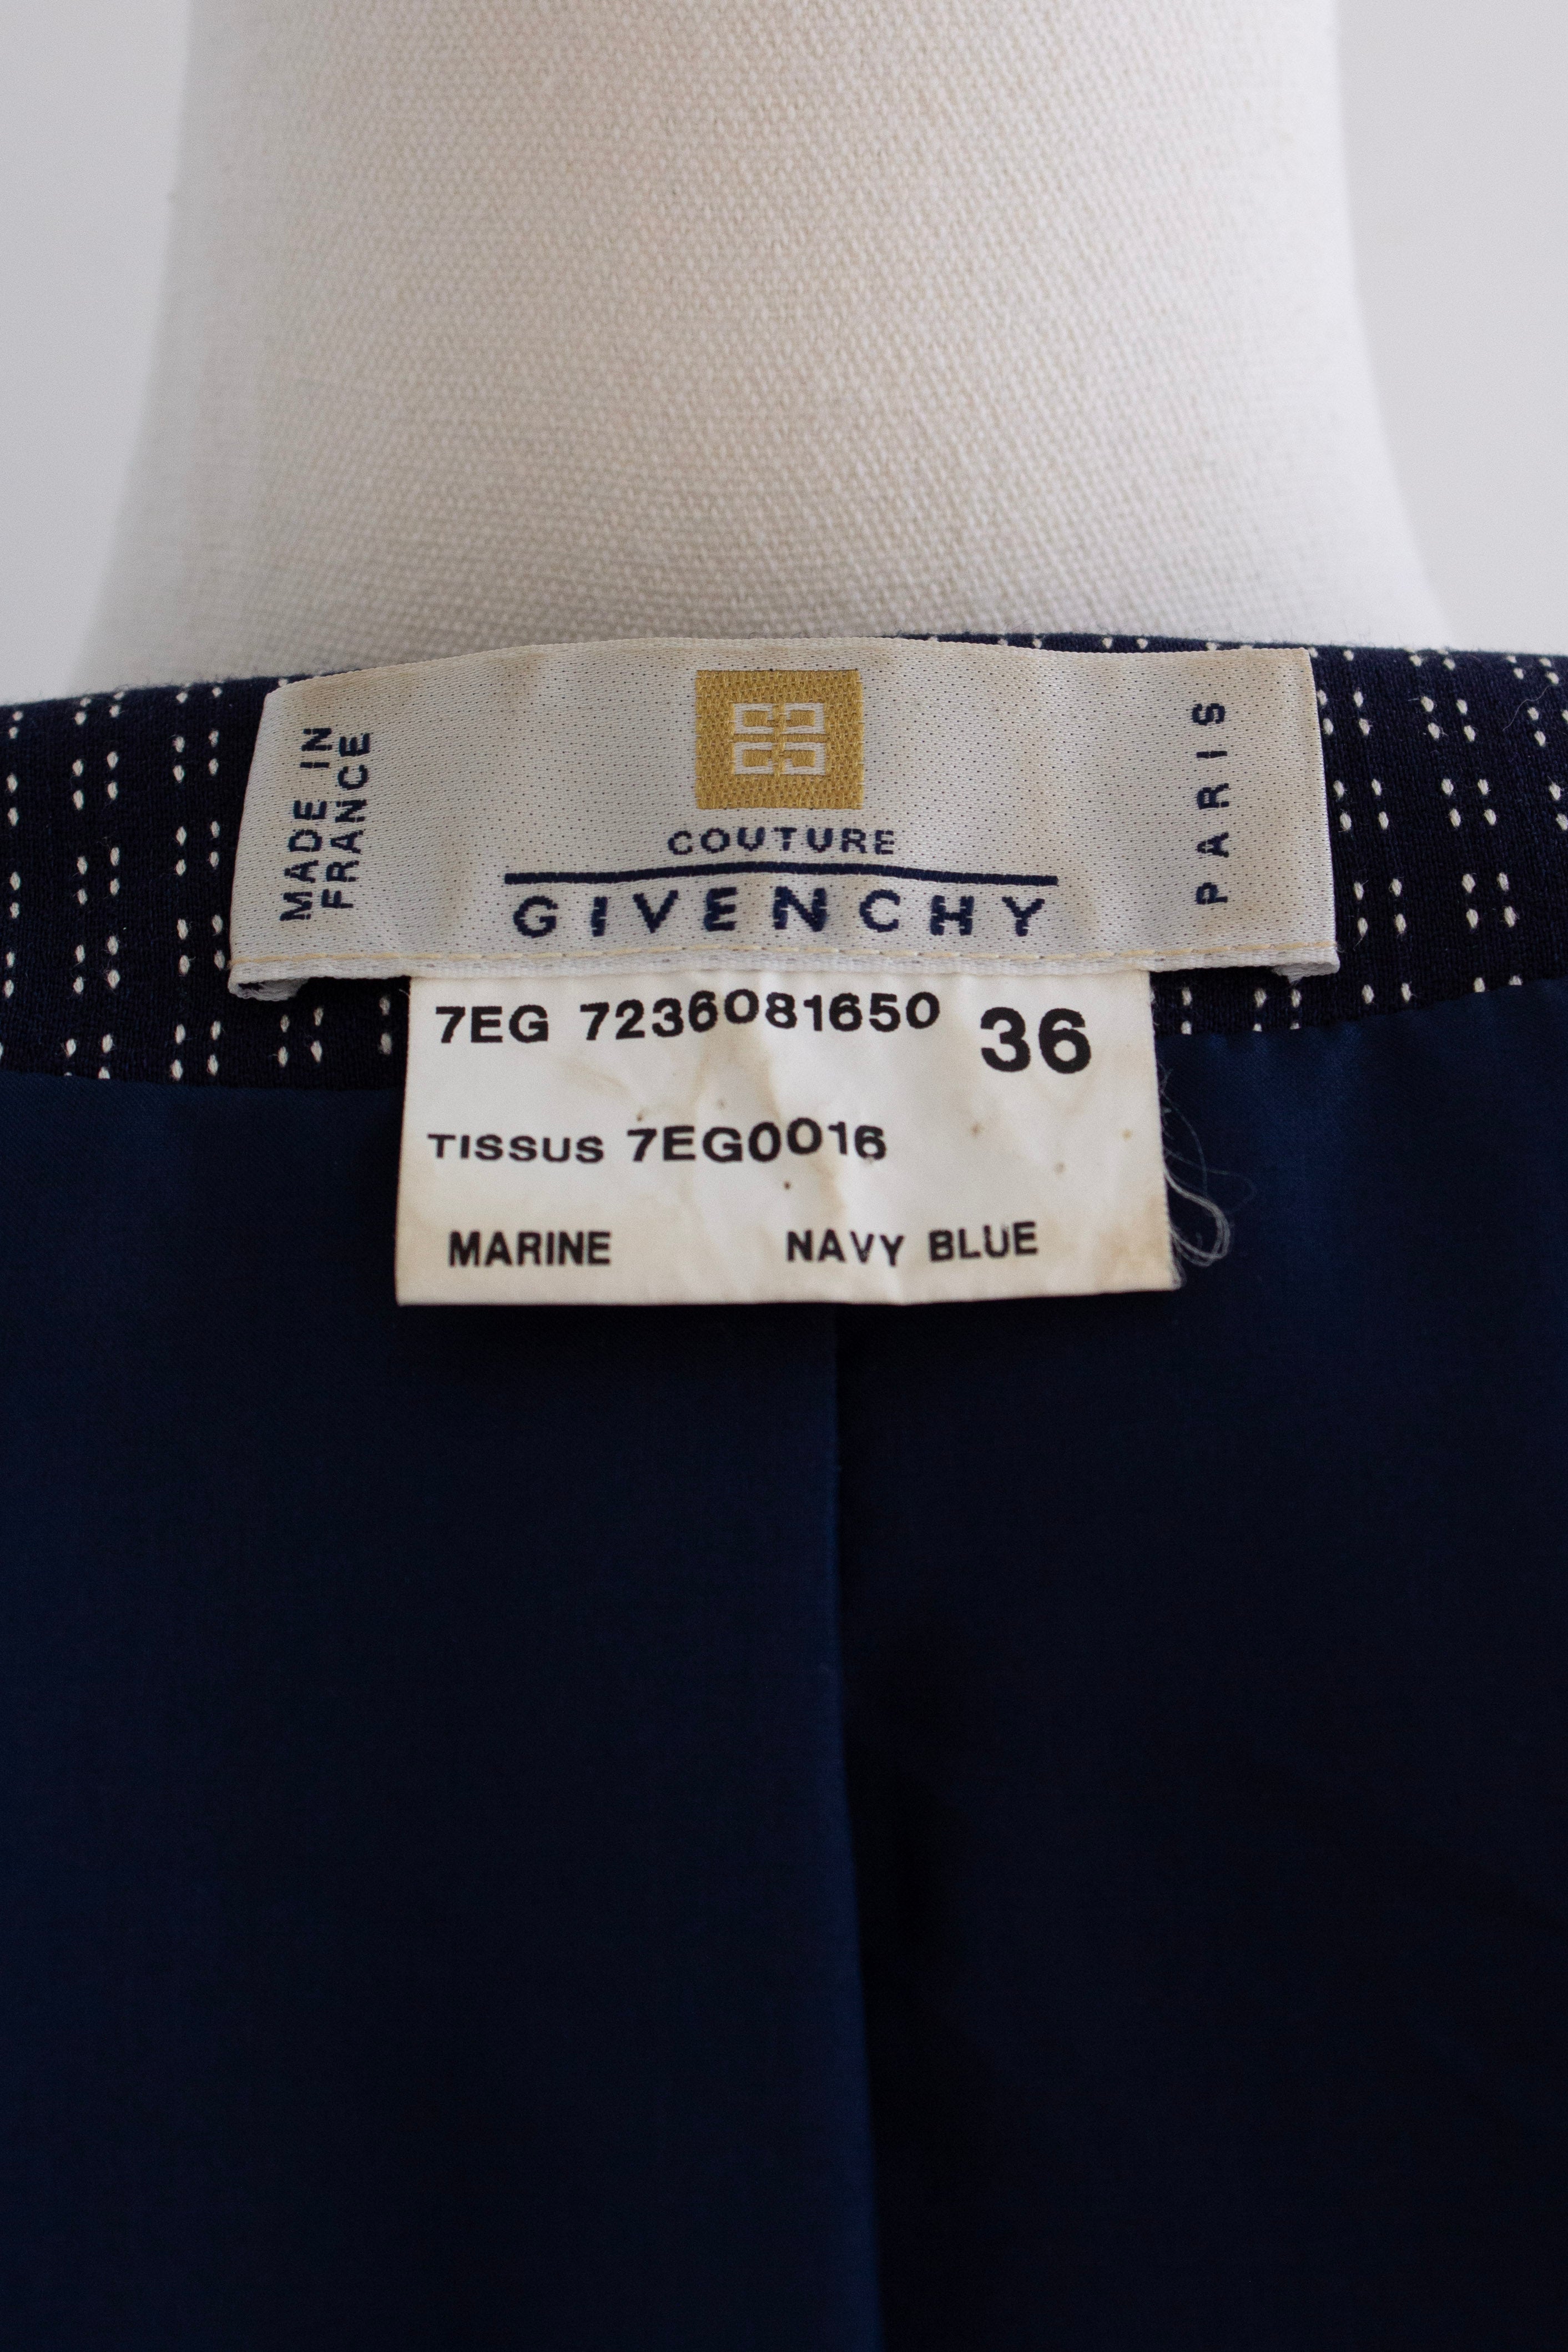 MADE IN
FRANCE
COUTURE
GIVENCHY
PARIS
7EG 7236081650 36
TISSUS 7EG0016
MARINE NAVY BLUE